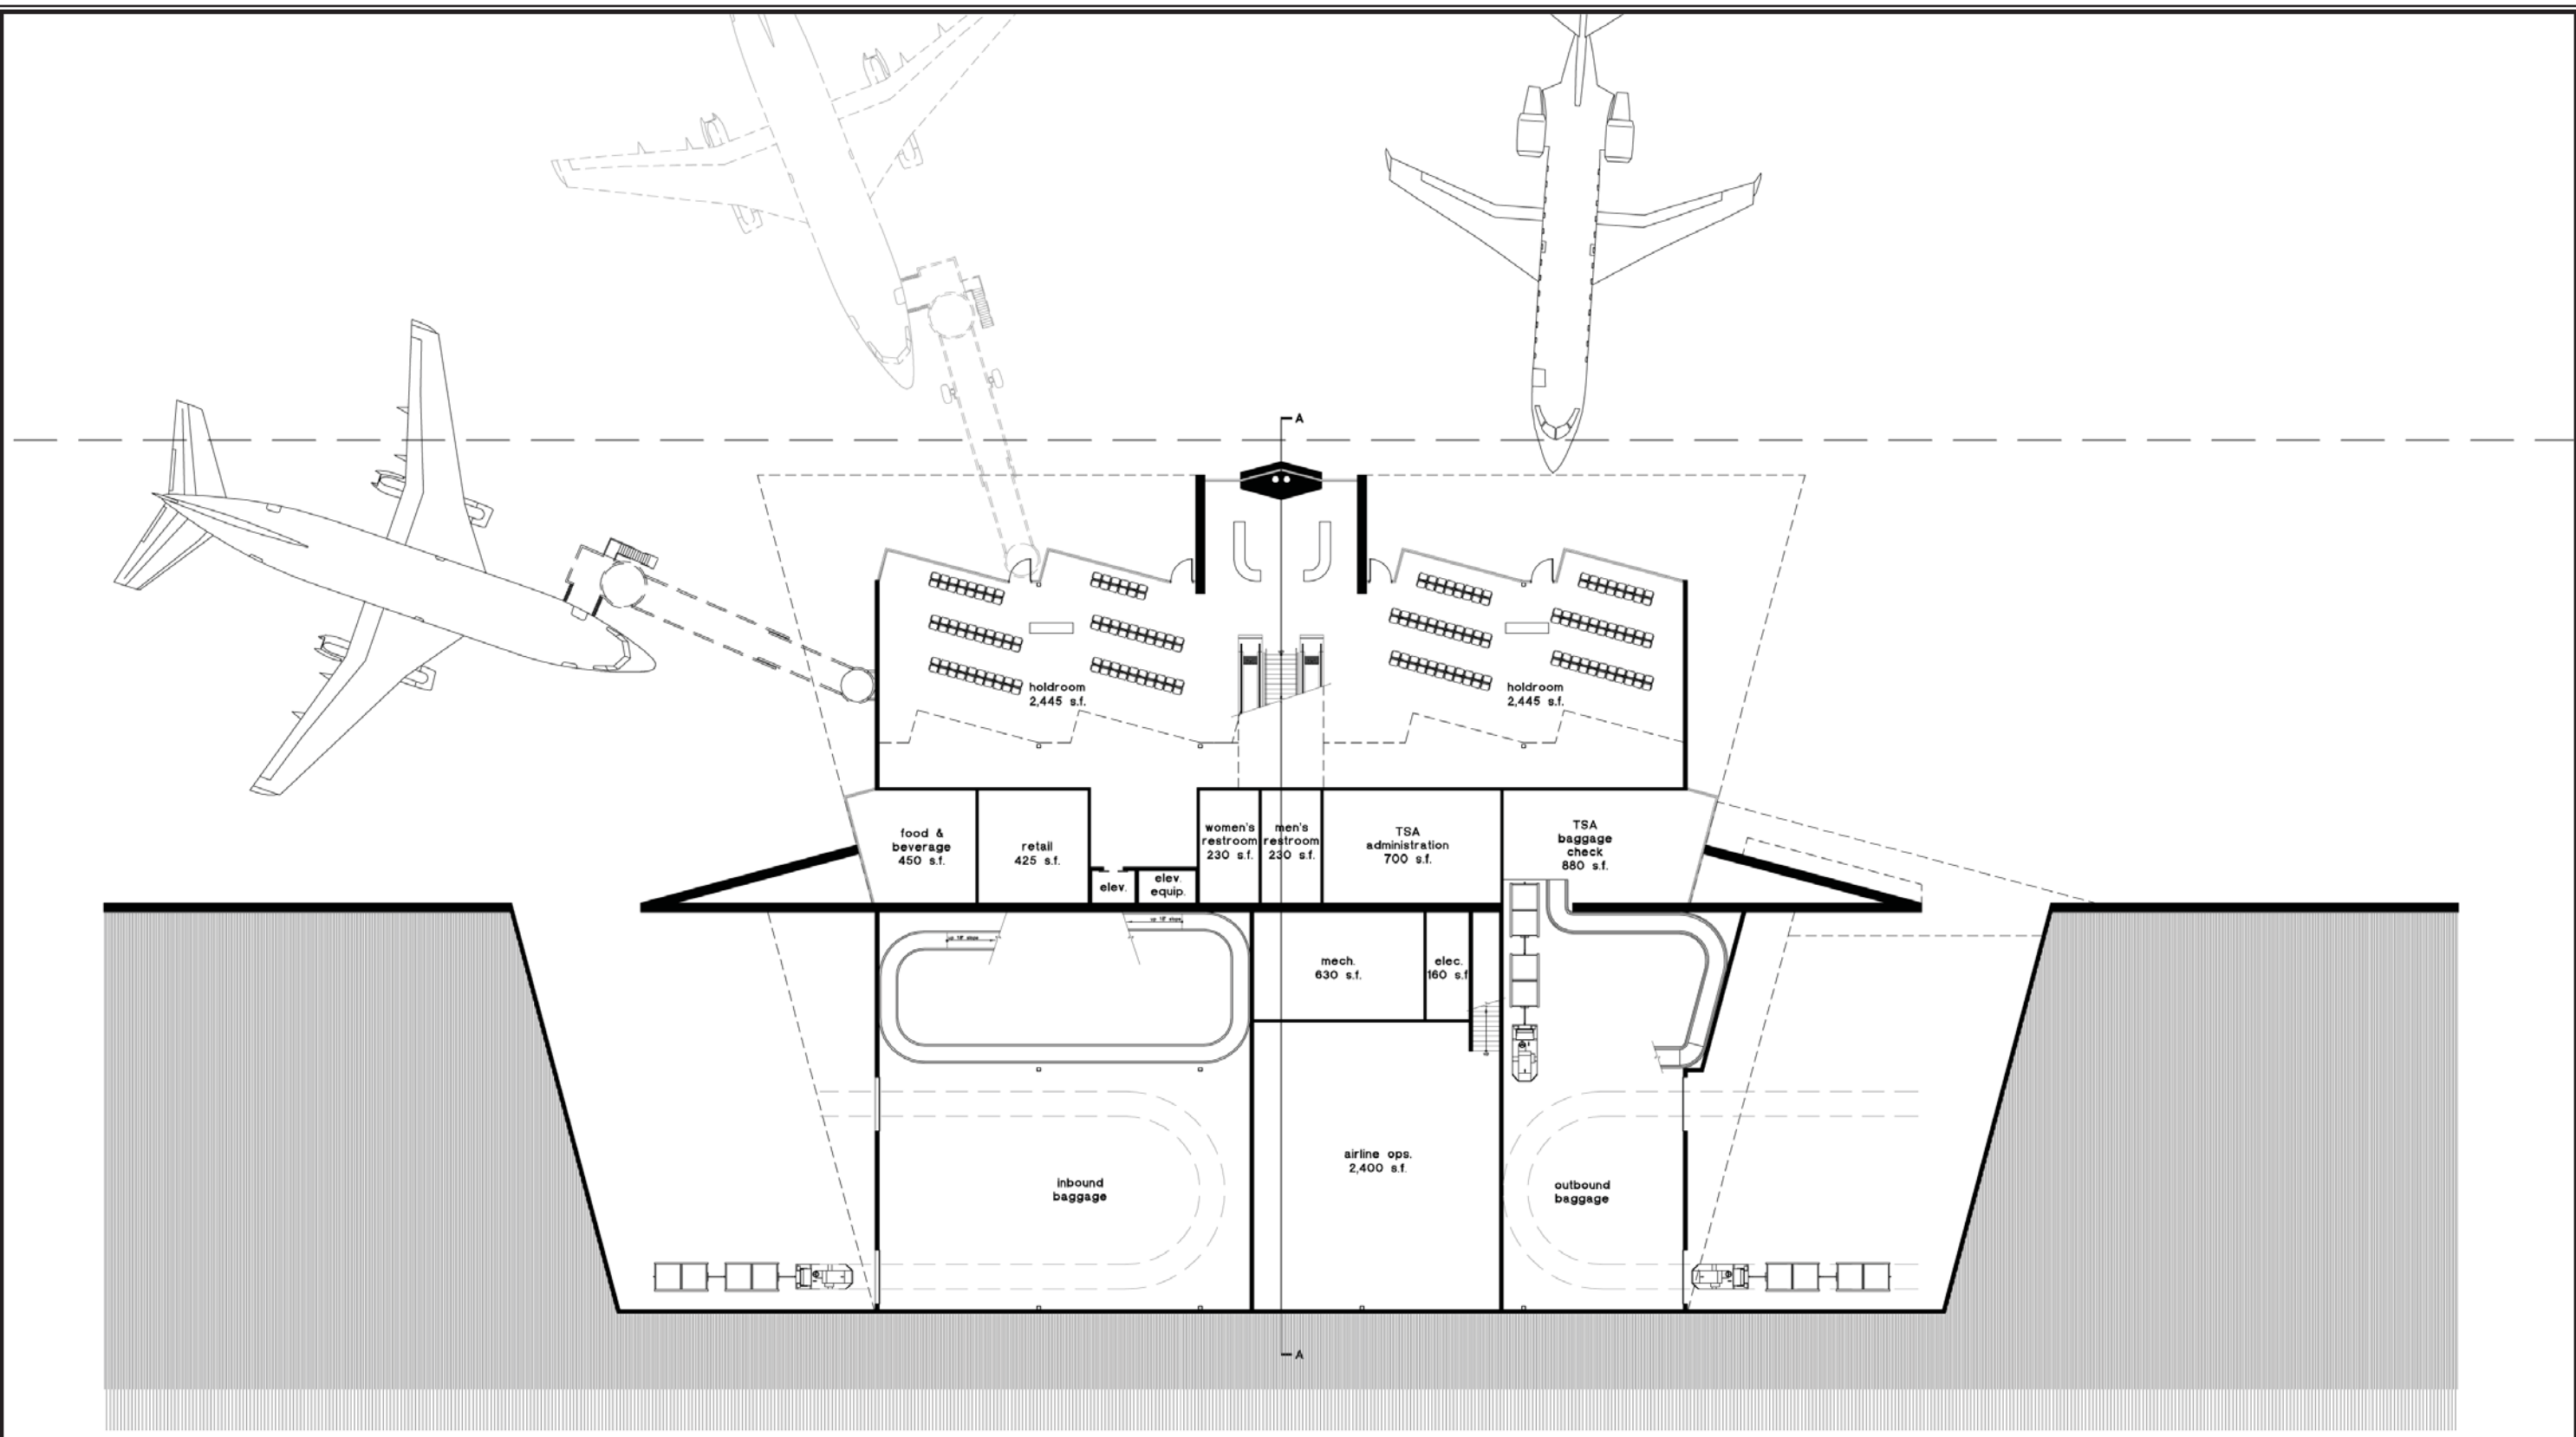 A
holdroom
2,445 s.f.
holdroom
2,445 s.f.
food &
beverage
450 s.f.
retail
425 s.f.
elev.
elev.
equip.
women's
restroom
230 s.f.
men's
restroom
230 s.f.
TSA
administration
700 s.f.
TSA
baggage
check
880 s.f.
mech.
630 s.f.
elec.
160 s.f
airline ops.
2,400 s.f.
inbound
baggage
outbound
baggage
A